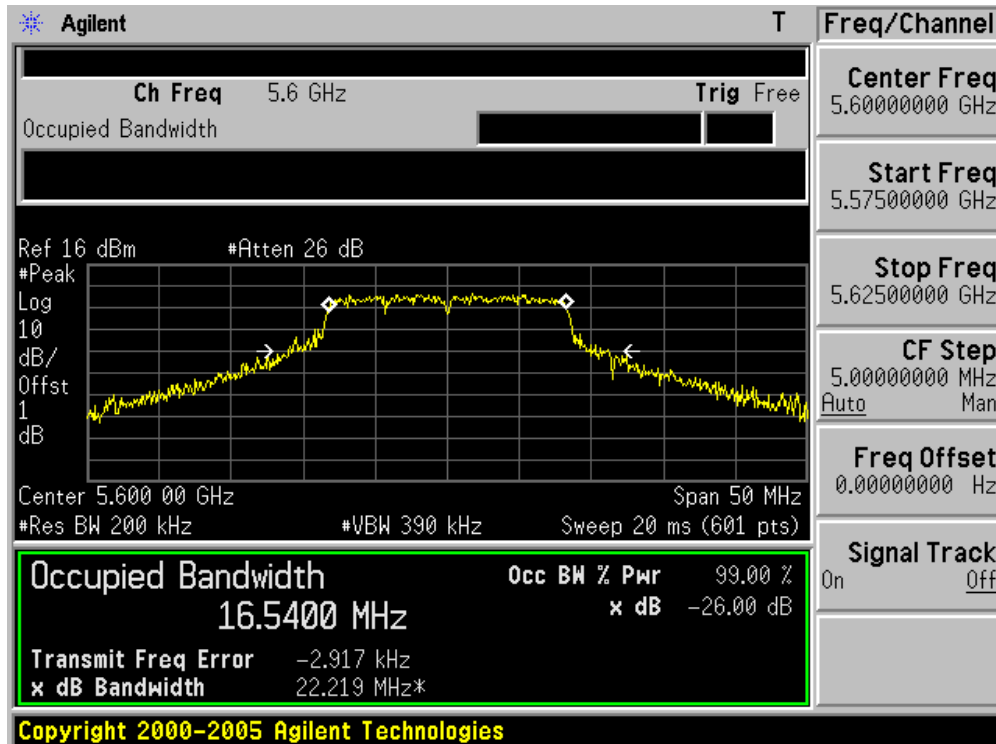 Agilent T
Freq/Channel
Ch Freq 5.6 GHz Trig Free
Occupied Bandwidth
Center Freq
5.60000000 GHz
Start Freq
5.57500000 GHz
Stop Freq
5.62500000 GHz
CF Step
5.00000000 MHz
Auto Man
Freq Offset
0.00000000 Hz
Signal Track
On Off
Ref 16 dBm #Atten 26 dB
#Peak
Log
10
dB/
Offst
1
dB
Center 5.600 00 GHz Span 50 MHz
#Res BW 200 kHz #VBW 390 kHz Sweep 20 ms (601 pts)
Occupied Bandwidth
16.5400 MHz
Occ BW % Pwr 99.00 %
x dB -26.00 dB
Transmit Freq Error -2.917 kHz
x dB Bandwidth 22.219 MHz*
Copyright 2000-2005 Agilent Technologies